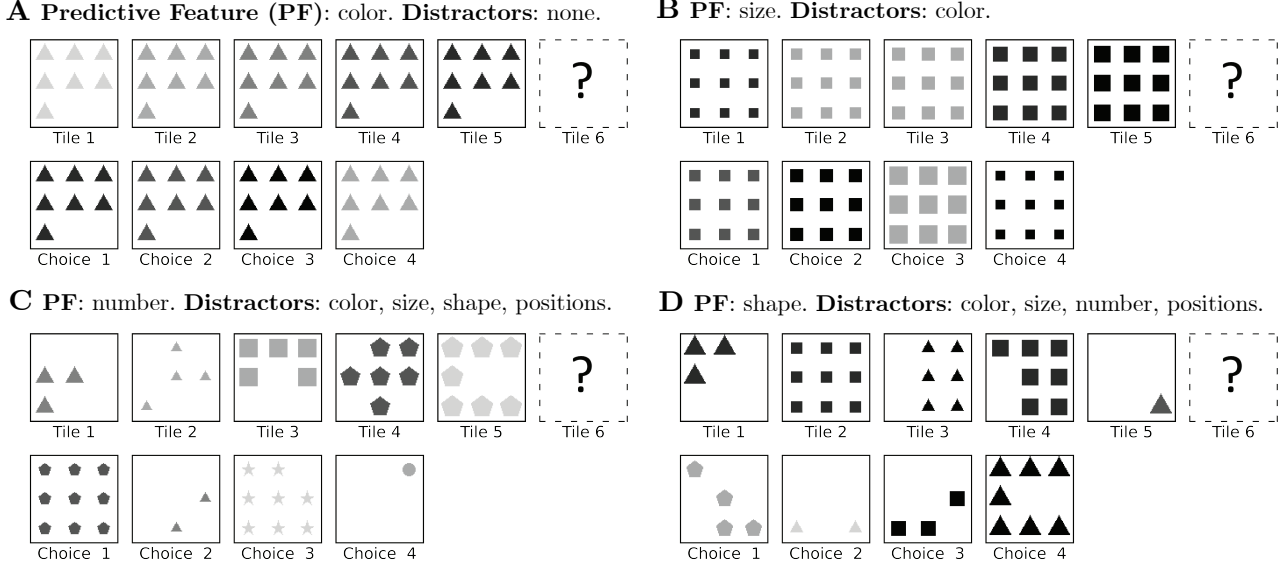 A Predictive Feature (PF): color. Distractors: none.
?
Tile 1 Tile 2 Tile 3 Tile 4 Tile 5 Tile 6
Choice 1 Choice 2 Choice 3 Choice 4
B PF: size. Distractors: color.
?
Tile 1 Tile 2 Tile 3 Tile 4 Tile 5 Tile 6
Choice 1 Choice 2 Choice 3 Choice 4
C PF: number. Distractors: color, size, shape, positions.
?
Tile 1 Tile 2 Tile 3 Tile 4 Tile 5 Tile 6
Choice 1 Choice 2 Choice 3 Choice 4
D PF: shape. Distractors: color, size, number, positions.
?
Tile 1 Tile 2 Tile 3 Tile 4 Tile 5 Tile 6
Choice 1 Choice 2 Choice 3 Choice 4